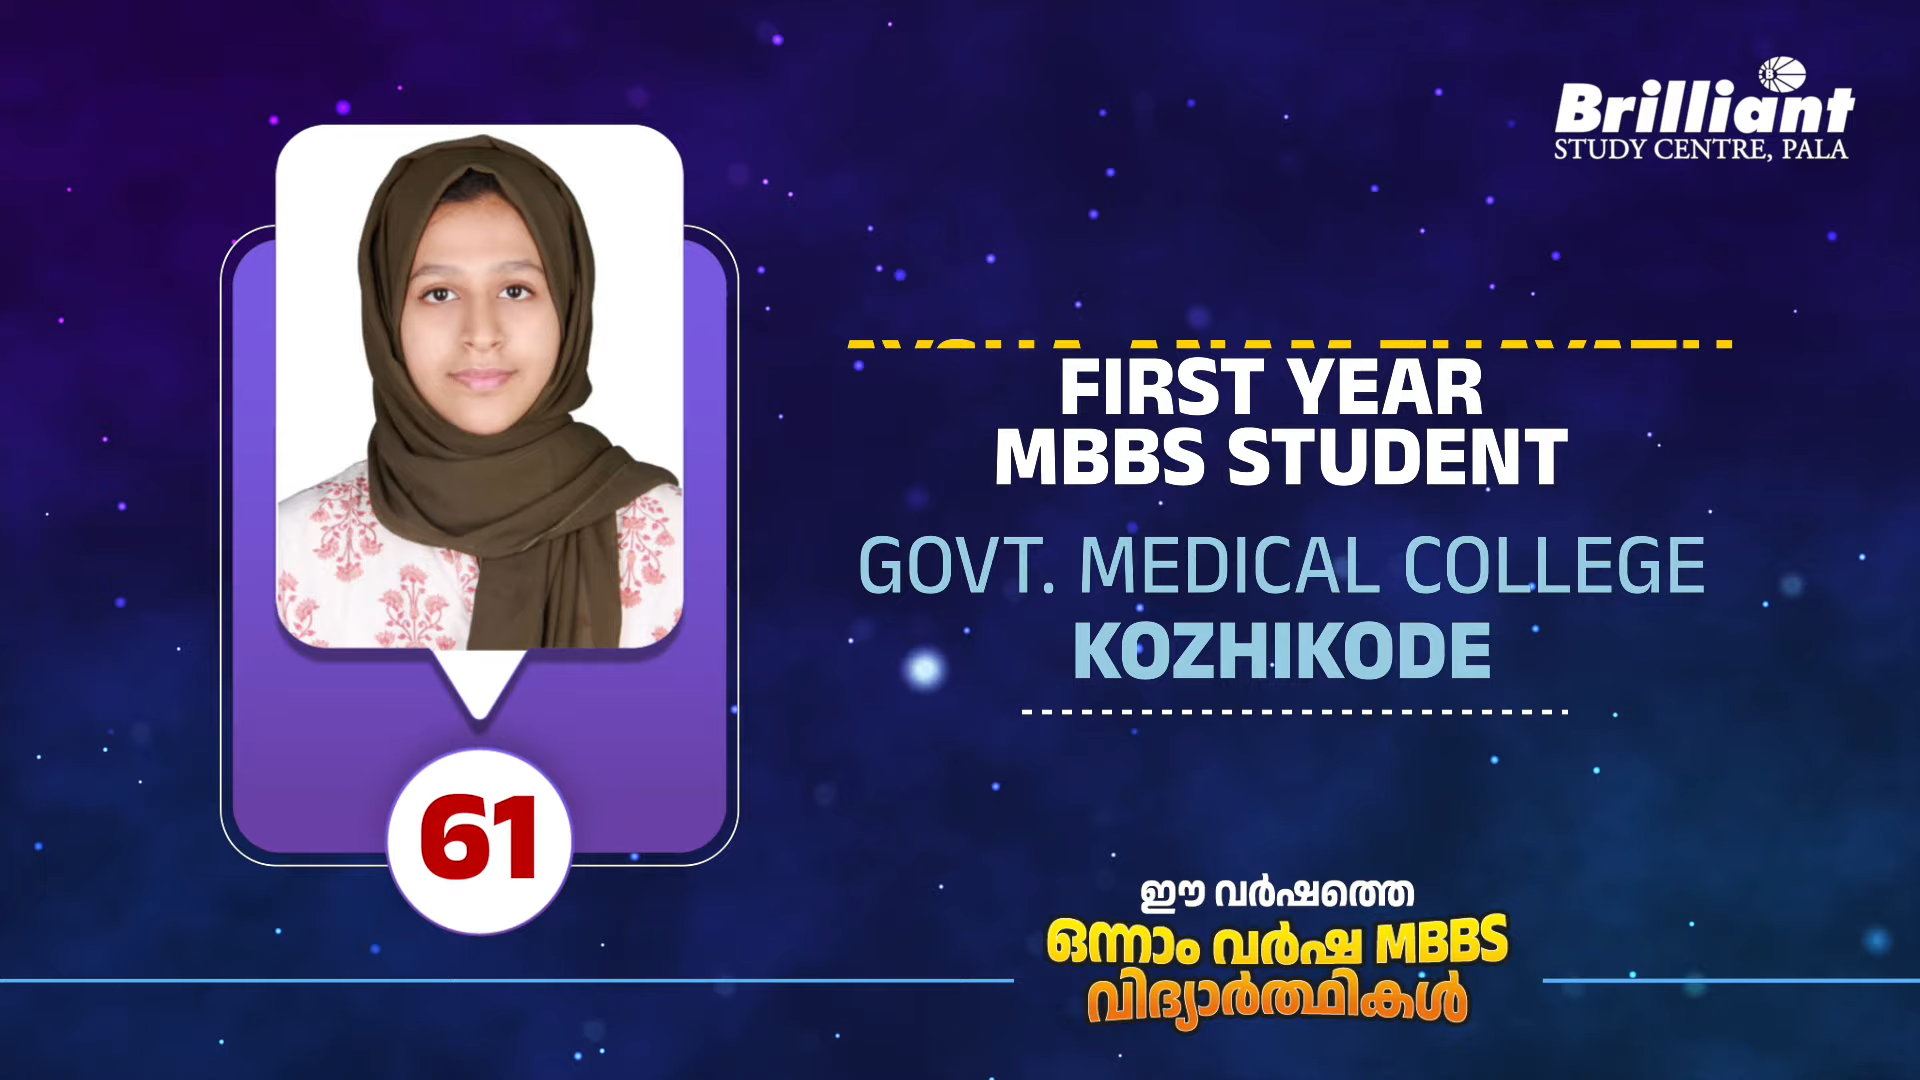 Brilliant
STUDY CENTRE, PALA
FIRST YEAR
MBBS STUDENT
GOVT. MEDICAL COLLEGE
KOZHIKODE
61
ഈ വർഷത്തെ
ഒന്നാം വർഷ MBBS
വിദ്യാർത്ഥികൾ